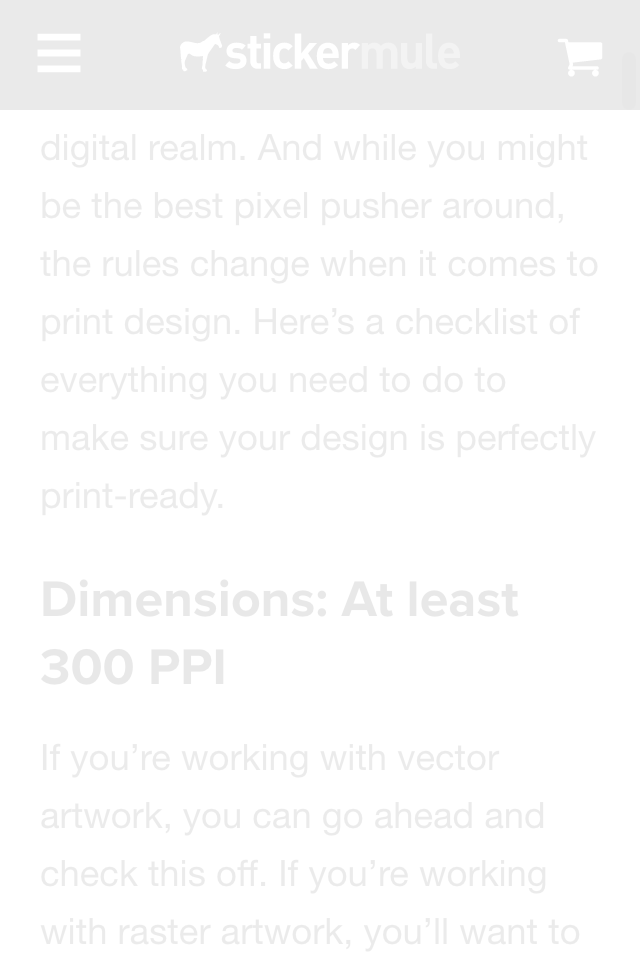 stickermule
digital realm. And while you might
be the best pixel pusher around,
the rules change when it comes to
print design. Here’s a checklist of
everything you need to do to
make sure your design is perfectly
print-ready.
Dimensions: At least
300 PPI
If you’re working with vector
artwork, you can go ahead and
check this off. If you’re working
with raster artwork, you’ll want to